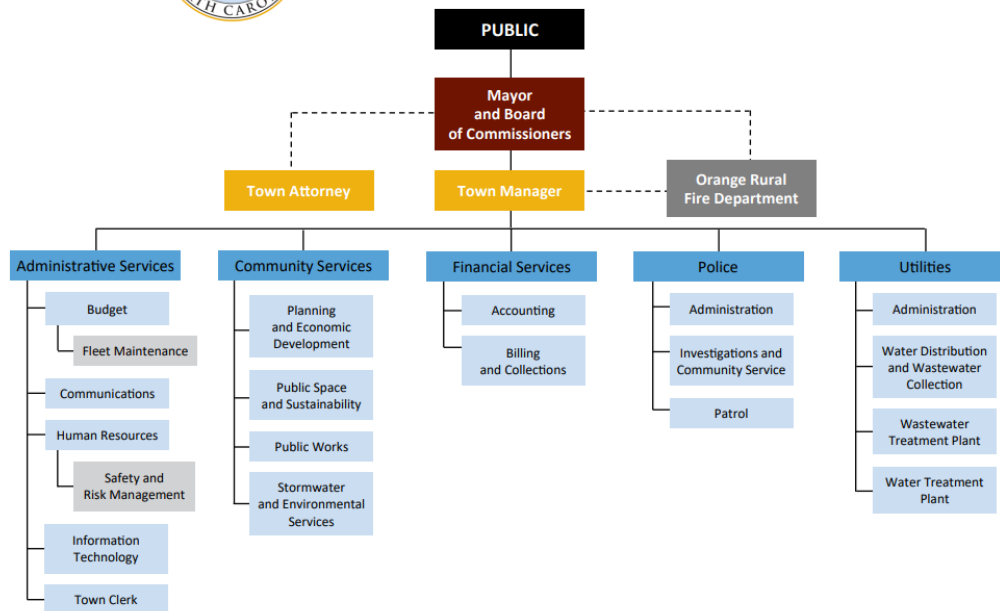 TH CARO
PUBLIC
Mayor
and Board
of Commissioners
Town Attorney
Town Manager
Orange Rural
Fire Department
Administrative Services
Community Services
Financial Services
Police
Utilities
Budget
Fleet Maintenance
Communications
Human Resources
Safety and
Risk Management
Information
Technology
Town Clerk
Planning
and Economic
Development
Public Space
and Sustainability
Public Works
Stormwater
and Environmental
Services
Accounting
Billing
and Collections
Administration
Investigations and
Community Service
Patrol
Administration
Water Distribution
and Wastewater
Collection
Wastewater
Treatment Plant
Water Treatment
Plant